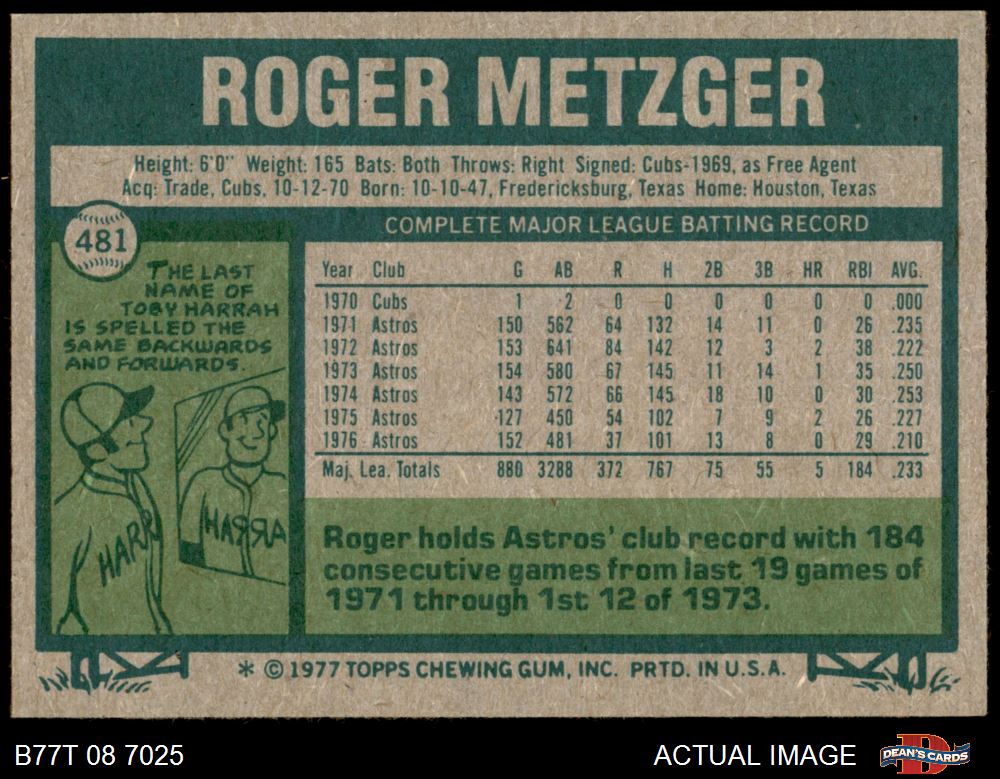 ROGER METZGER
Height: 6'0" Weight: 165 Bats: Both Throws: Right Signed: Cubs-1969, as Free Agent
Acq: Trade, Cubs, 10-12-70 Born: 10-10-47, Fredericksburg, Texas Home: Houston, Texas
481
THE LAST
NAME OF
TOBY HARRAH
IS SPELLED THE
SAME BACKWARDS
AND FORWARDS.
HARR
HARRA
COMPLETE MAJOR LEAGUE BATTING RECORD
Year Club G AB R H 2B 3B HR RBI AVG.
1970 Cubs 1 2 0 0 0 0 0 0 .000
1971 Astros 150 562 64 132 14 11 0 26 .235
1972 Astros 153 641 84 142 12 3 2 38 .222
1973 Astros 154 580 67 145 11 14 1 35 .250
1974 Astros 143 572 66 145 18 10 0 30 .253
1975 Astros 127 450 54 102 7 9 2 26 .227
1976 Astros 152 481 37 101 13 8 0 29 .210
Maj. Lea. Totals 880 3288 372 767 75 55 5 184 .233
Roger holds Astros' club record with 184
consecutive games from last 19 games of
1971 through 1st 12 of 1973.
* © 1977 TOPPS CHEWING GUM, INC. PRTD. IN U.S.A.
B77T 08 7025
ACTUAL IMAGE
D
DEAN'S CARDS